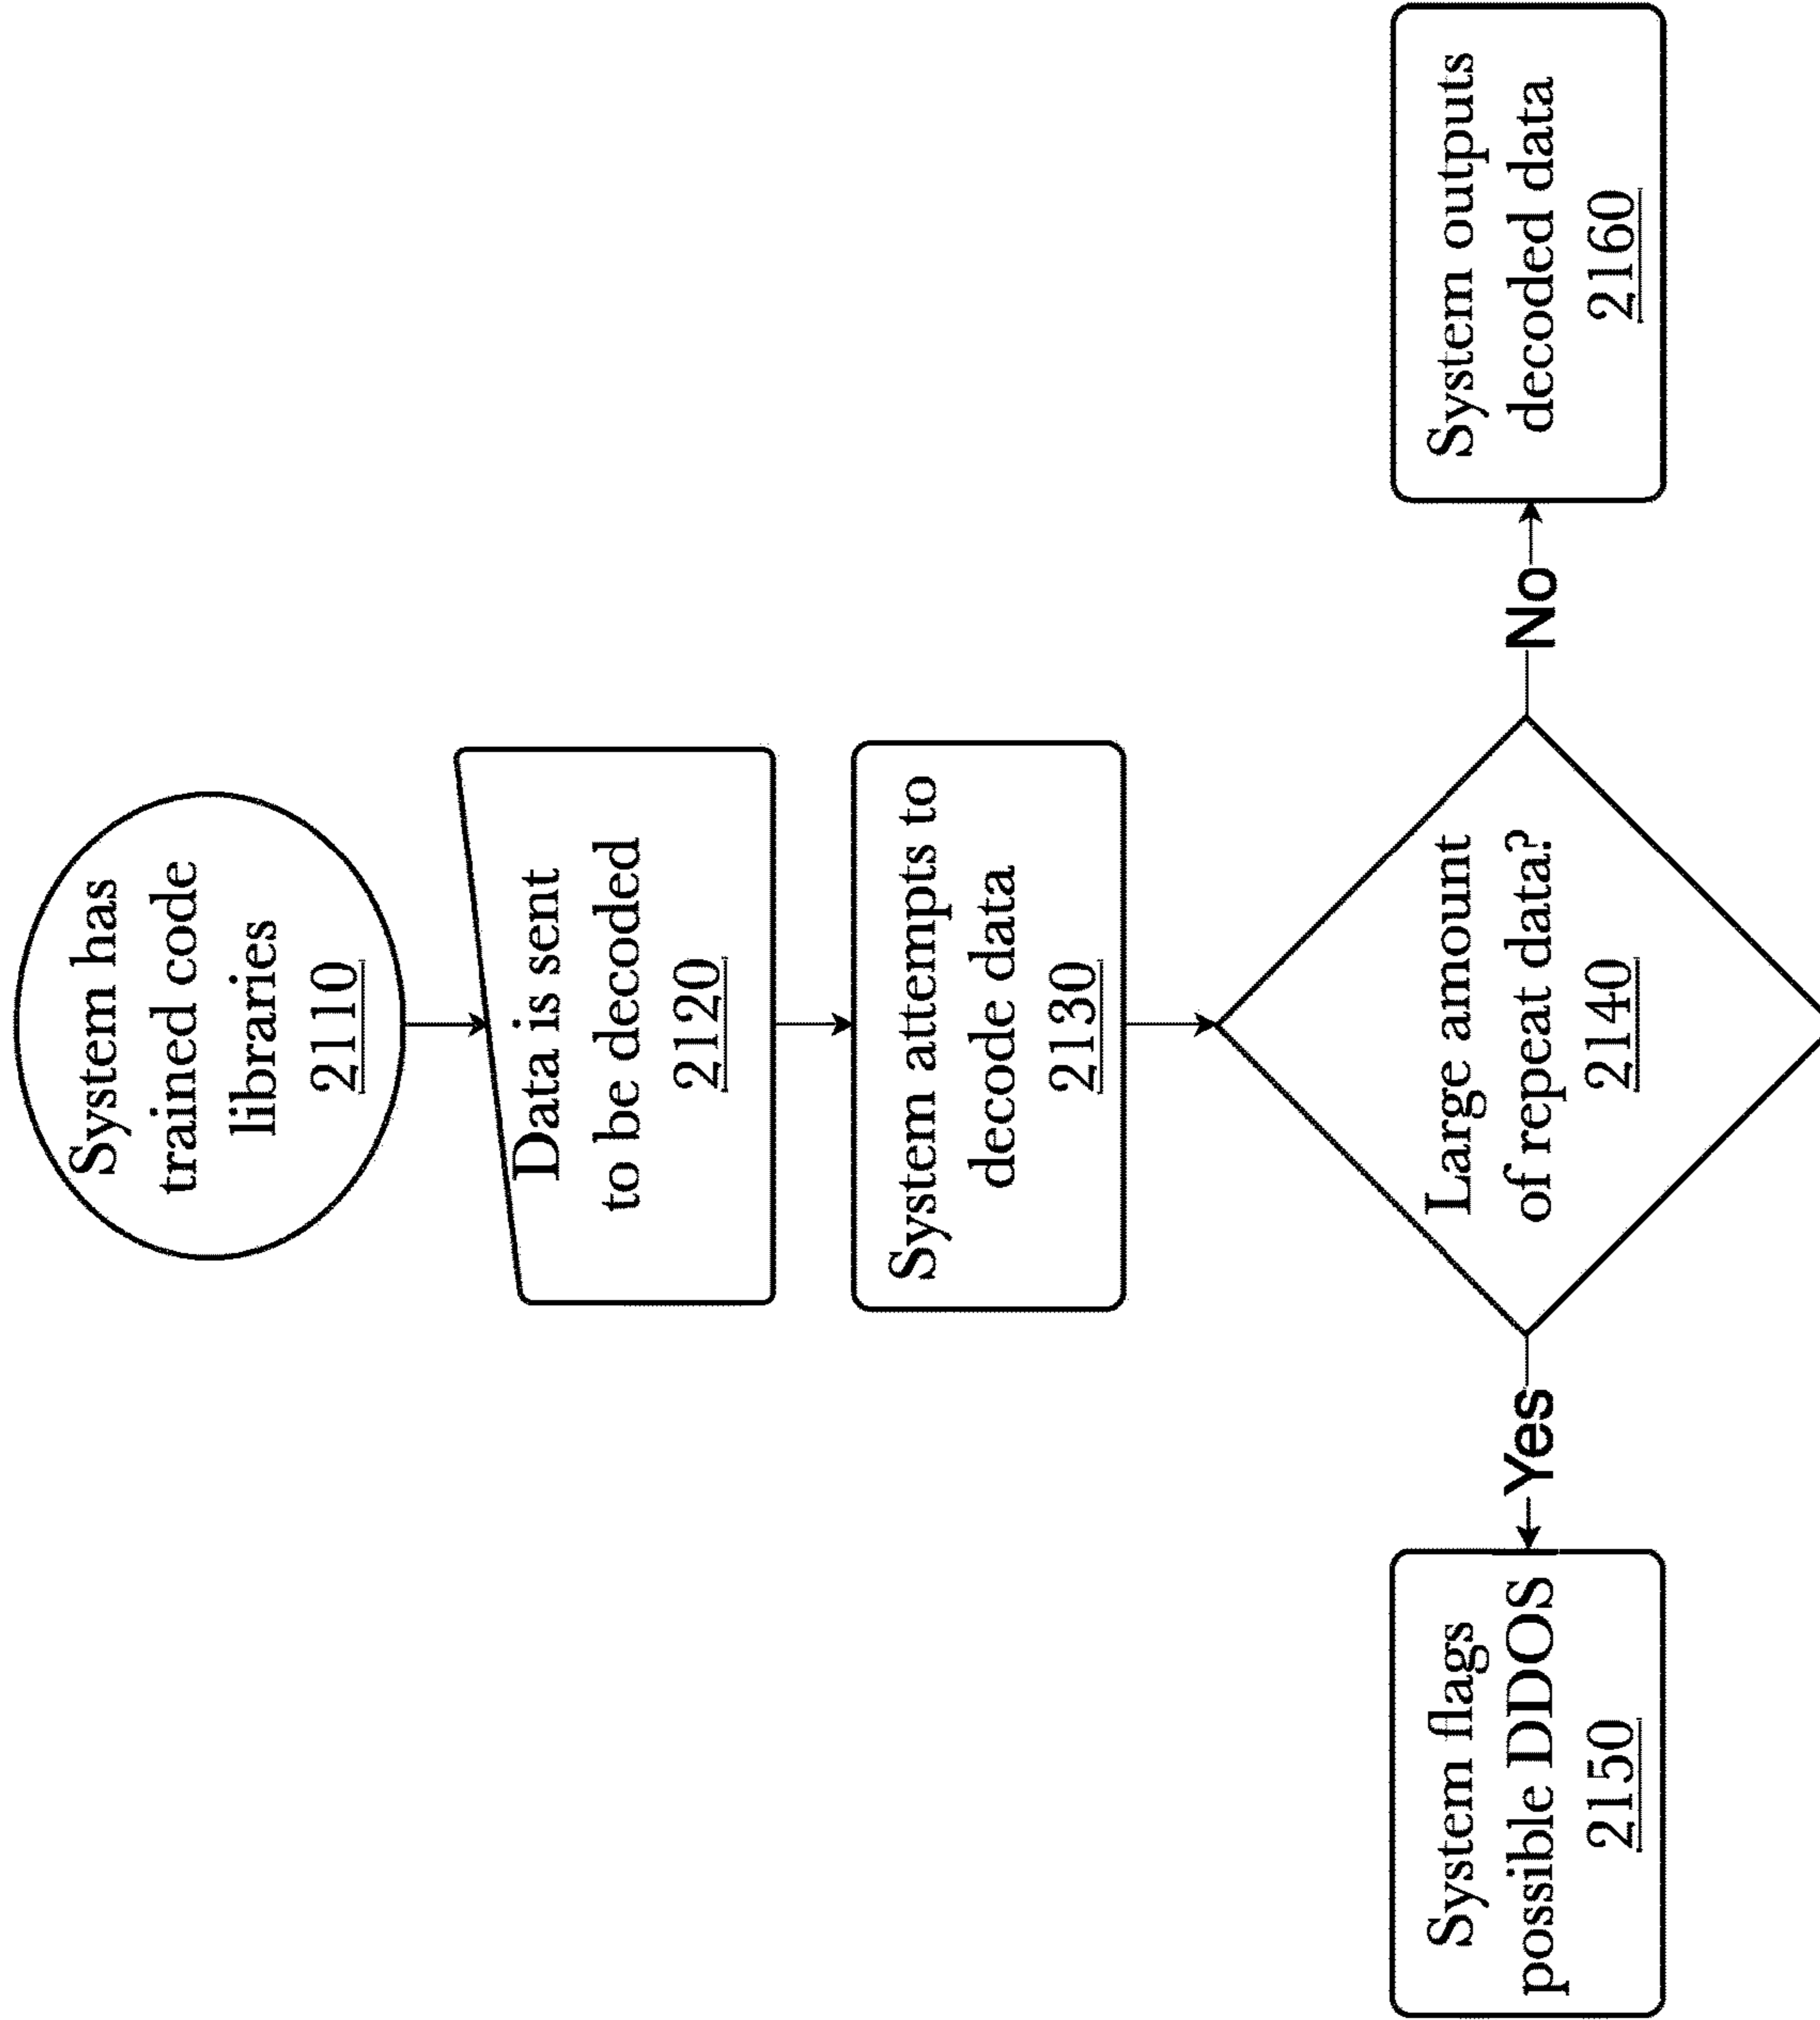 System has
trained code
libraries
2110
Data is sent
to be decoded
2120
System attempts to
decode data
2130
Large amount
of repeat data?
2140
Yes
No
System flags
possible DDOS
2150
System outputs
decoded data
2160